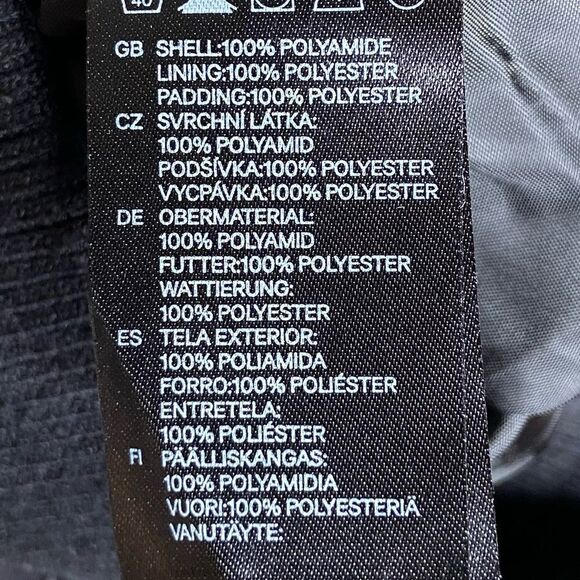 40
GB SHELL:100% POLYAMIDE
LINING:100% POLYESTER
PADDING:100% POLYESTER
CZ SVRCHNÍ LÁTKA:
100% POLYAMID
PODŠÍVKA:100% POLYESTER
VYCPÁVKA:100% POLYESTER
DE OBERMATERIAL:
100% POLYAMID
FUTTER:100% POLYESTER
WATTIERUNG:
100% POLYESTER
ES TELA EXTERIOR:
100% POLIAMIDA
FORRO:100% POLIÉSTER
ENTRETELA:
100% POLIÉSTER
FI PÄÄLLISKANGAS:
100% POLYAMIDIA
VUORI:100% POLYESTERIÄ
VANUTÄYTE: